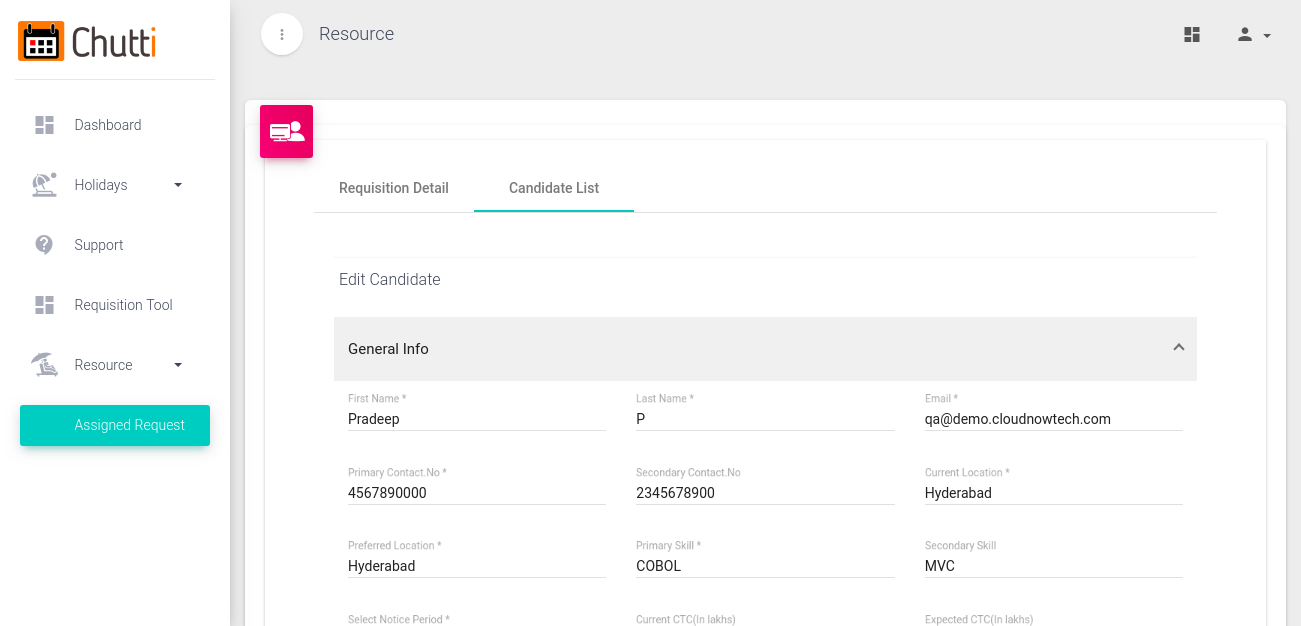 Chutti
Resource
Dashboard
Holidays
Support
Requisition Tool
Resource
Assigned Request
Requisition Detail
Candidate List
Edit Candidate
General Info
First Name *
Last Name *
Email *
Pradeep
P
qa@demo.cloudnowtech.com
Primary Contact.No *
Secondary Contact.No
Current Location *
4567890000
2345678900
Hyderabad
Preferred Location *
Primary Skill *
Secondary Skill
Hyderabad
COBOL
MVC
Select Notice Period *
Current CTC(In lakhs)
Expected CTC(In lakhs)